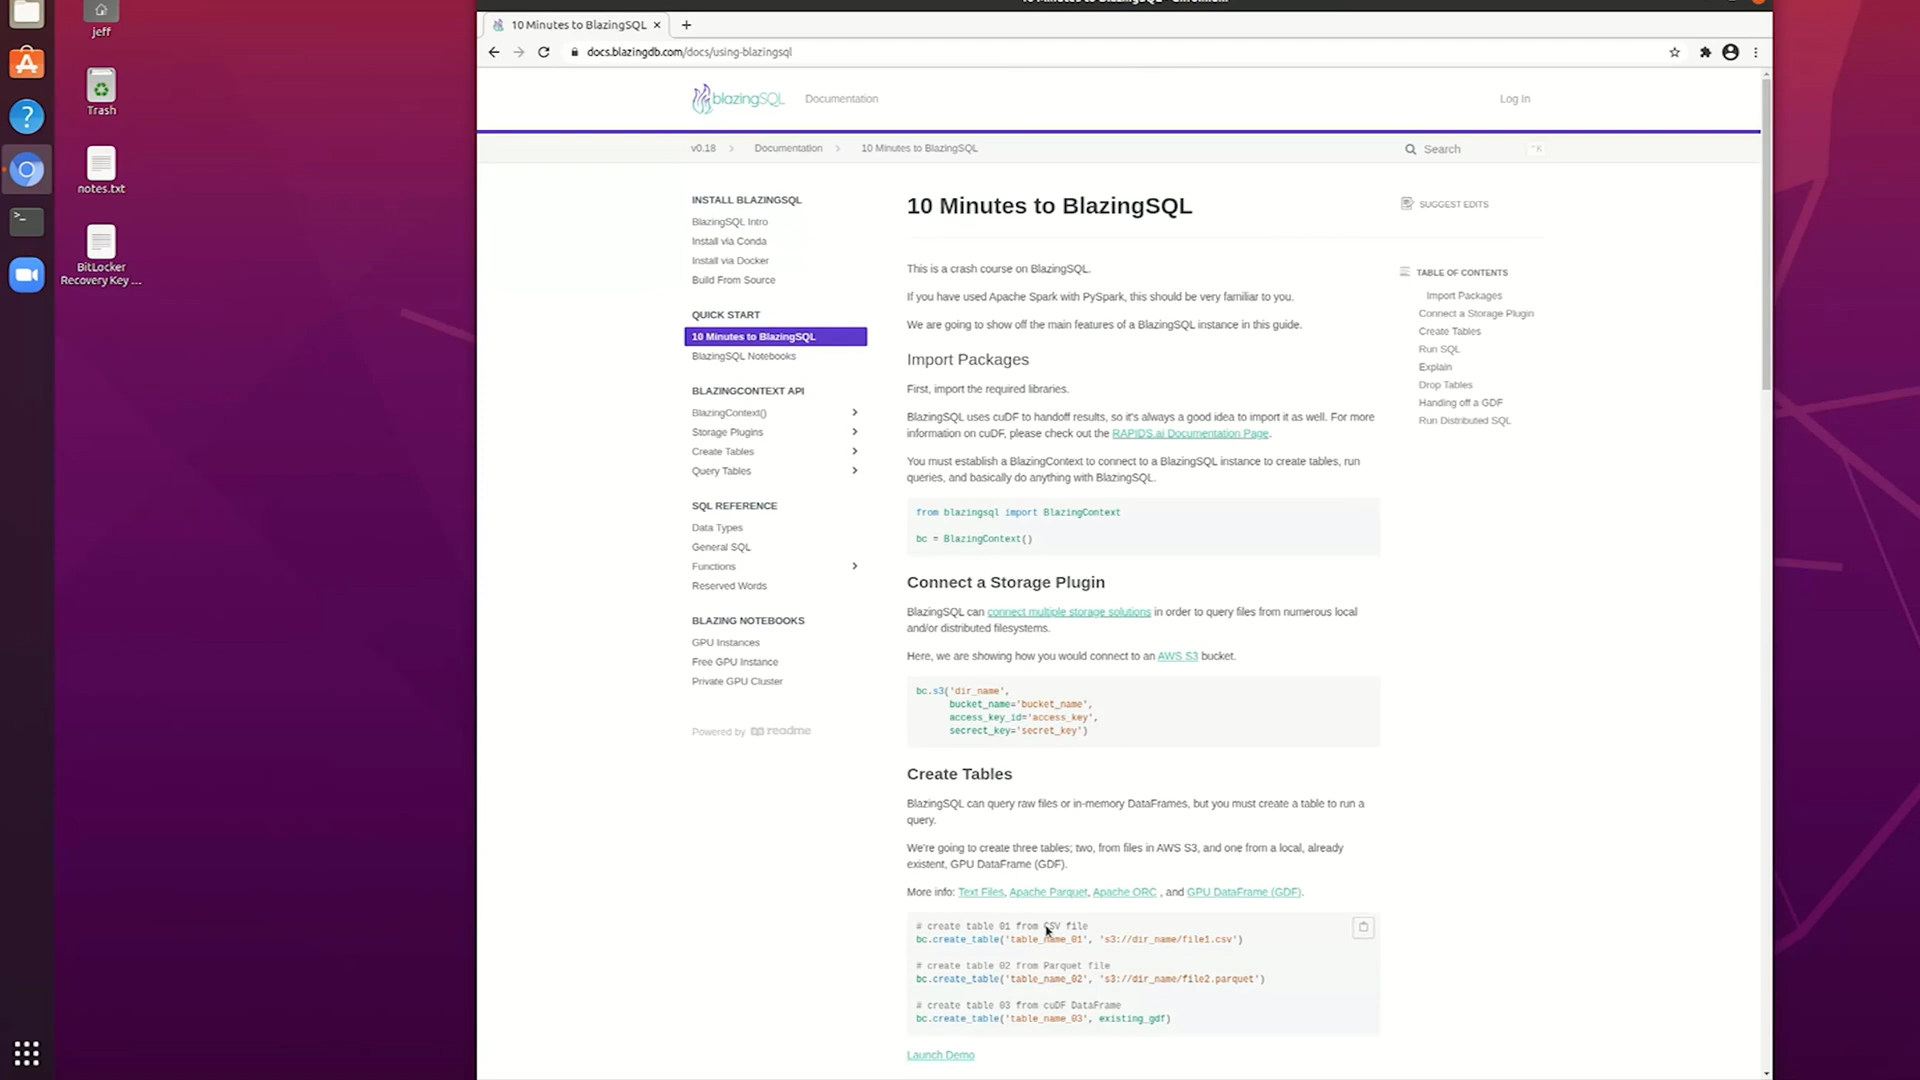 jeff
Trash
notes.txt
BitLocker
Recovery Key ...
10 Minutes to BlazingSQL
docs.blazingdb.com/docs/using-blazingsql
blazingSQL
Documentation
Log In
v0.18
Documentation
10 Minutes to BlazingSQL
Search
⌃K
INSTALL BLAZINGSQL
BlazingSQL Intro
Install via Conda
Install via Docker
Build From Source
QUICK START
10 Minutes to BlazingSQL
BlazingSQL Notebooks
BLAZINGCONTEXT API
BlazingContext()
Storage Plugins
Create Tables
Query Tables
SQL REFERENCE
Data Types
General SQL
Functions
Reserved Words
BLAZING NOTEBOOKS
GPU Instances
Free GPU Instance
Private GPU Cluster
Powered by readme
10 Minutes to BlazingSQL
This is a crash course on BlazingSQL.
If you have used Apache Spark with PySpark, this should be very familiar to you.
We are going to show off the main features of a BlazingSQL instance in this guide.
Import Packages
First, import the required libraries.
BlazingSQL uses cuDF to handoff results, so it's always a good idea to import it as well. For more
information on cuDF, please check out the RAPIDS.ai Documentation Page.
You must establish a BlazingContext to connect to a BlazingSQL instance to create tables, run
queries, and basically do anything with BlazingSQL.
from blazingsql import BlazingContext
bc = BlazingContext()
Connect a Storage Plugin
BlazingSQL can connect multiple storage solutions in order to query files from numerous local
and/or distributed filesystems.
Here, we are showing how you would connect to an AWS S3 bucket.
bc.s3('dir_name',
bucket_name='bucket_name',
access_key_id='access_key',
secrect_key='secret_key')
Create Tables
BlazingSQL can query raw files or in-memory DataFrames, but you must create a table to run a
query.
We're going to create three tables; two, from files in AWS S3, and one from a local, already
existent, GPU DataFrame (GDF).
More info: Text Files, Apache Parquet, Apache ORC , and GPU DataFrame (GDF).
# create table 01 from CSV file
bc.create_table('table_name_01', 's3://dir_name/file1.csv')
# create table 02 from Parquet file
bc.create_table('table_name_02', 's3://dir_name/file2.parquet')
# create table 03 from cuDF DataFrame
bc.create_table('table_name_03', existing_gdf)
Launch Demo
SUGGEST EDITS
TABLE OF CONTENTS
Import Packages
Connect a Storage Plugin
Create Tables
Run SQL
Explain
Drop Tables
Handing off a GDF
Run Distributed SQL